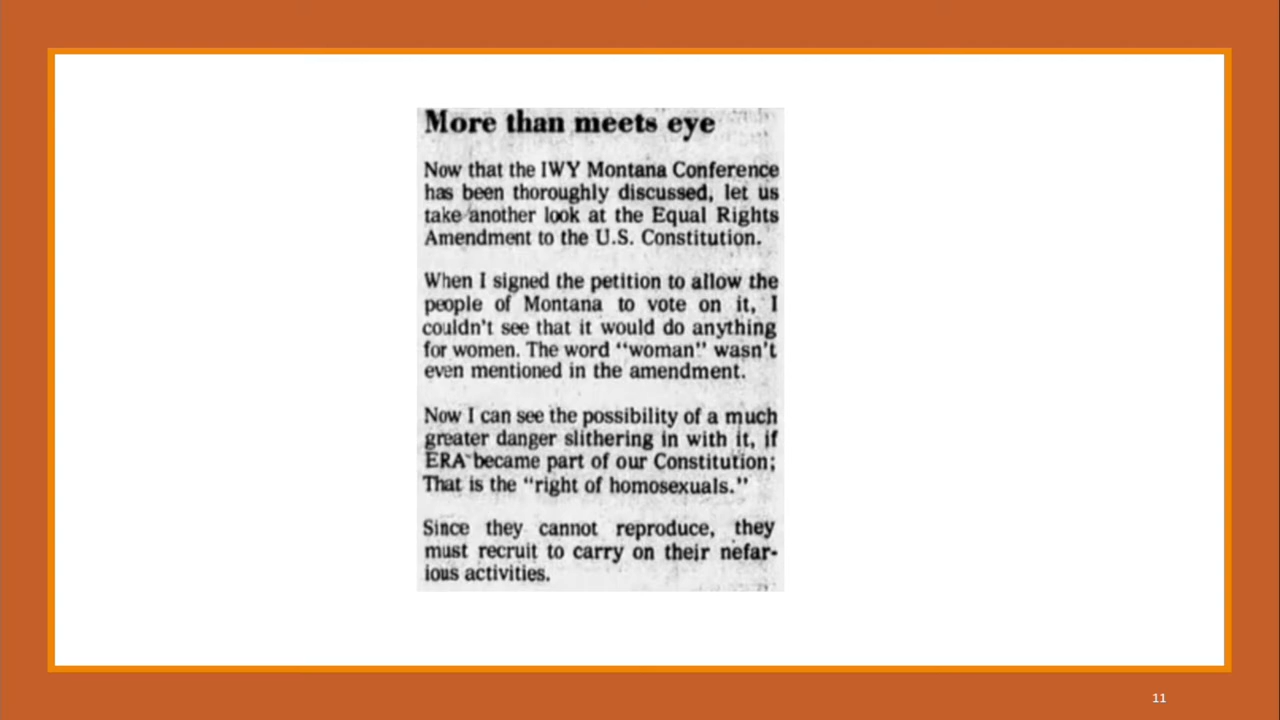 More than meets eye
Now that the IWY Montana Conference
has been thoroughly discussed, let us
take another look at the Equal Rights
Amendment to the U.S. Constitution.
When I signed the petition to allow the
people of Montana to vote on it, I
couldn't see that it would do anything
for women. The word "woman" wasn't
even mentioned in the amendment.
Now I can see the possibility of a much
greater danger slithering in with it, if
ERA became part of our Constitution;
That is the "right of homosexuals."
Since they cannot reproduce, they
must recruit to carry on their nefar-
ious activities.
11